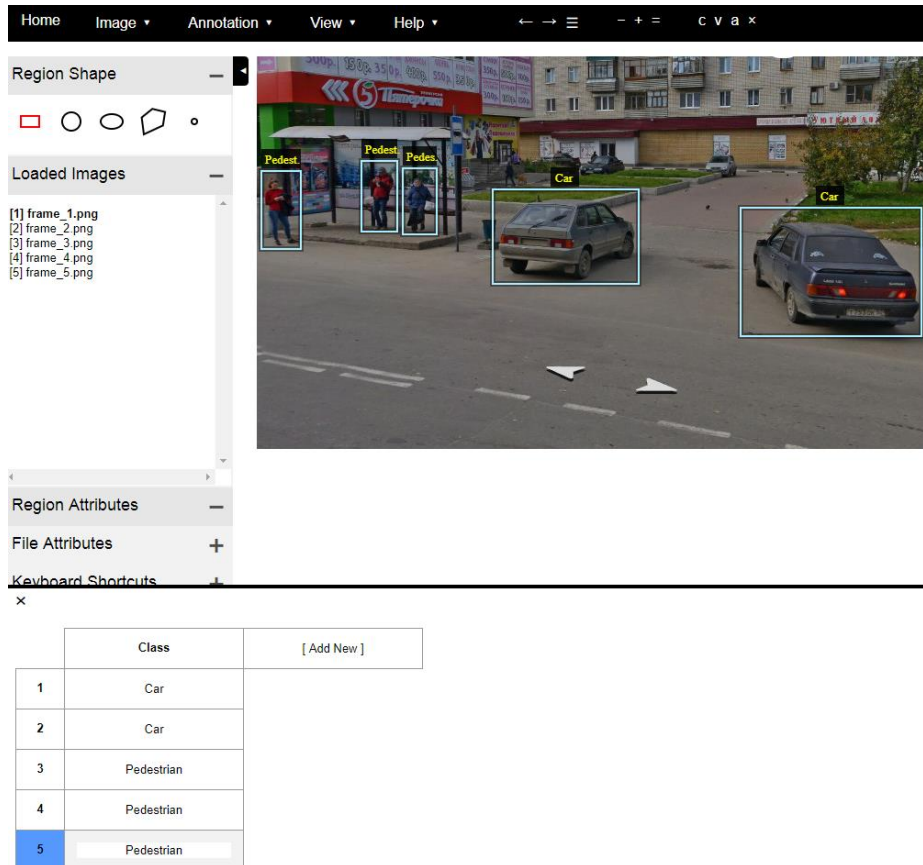 Home Image ▾ Annotation ▾ View ▾ Help ▾ ← → ☰ − + = c v a ×
Region Shape −
Loaded Images −
[1] frame_1.png
[2] frame_2.png
[3] frame_3.png
[4] frame_4.png
[5] frame_5.png
Region Attributes −
File Attributes +
Keyboard Shortcuts +
Пятерочка
Pedest.
Pedest.
Pedes.
Car
Car
×
Class [ Add New ]
1 Car
2 Car
3 Pedestrian
4 Pedestrian
5 Pedestrian